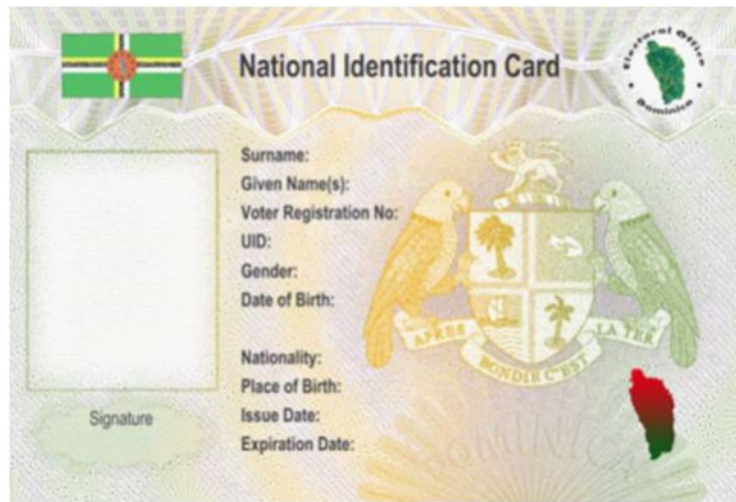 National Identification Card
Electoral Office
Dominica
Surname:
Given Name(s):
Voter Registration No:
UID:
Gender:
Date of Birth:
APRES BONDIE C'EST LA TER
Nationality:
Place of Birth:
Signature
Issue Date:
Expiration Date:
DOMINICA